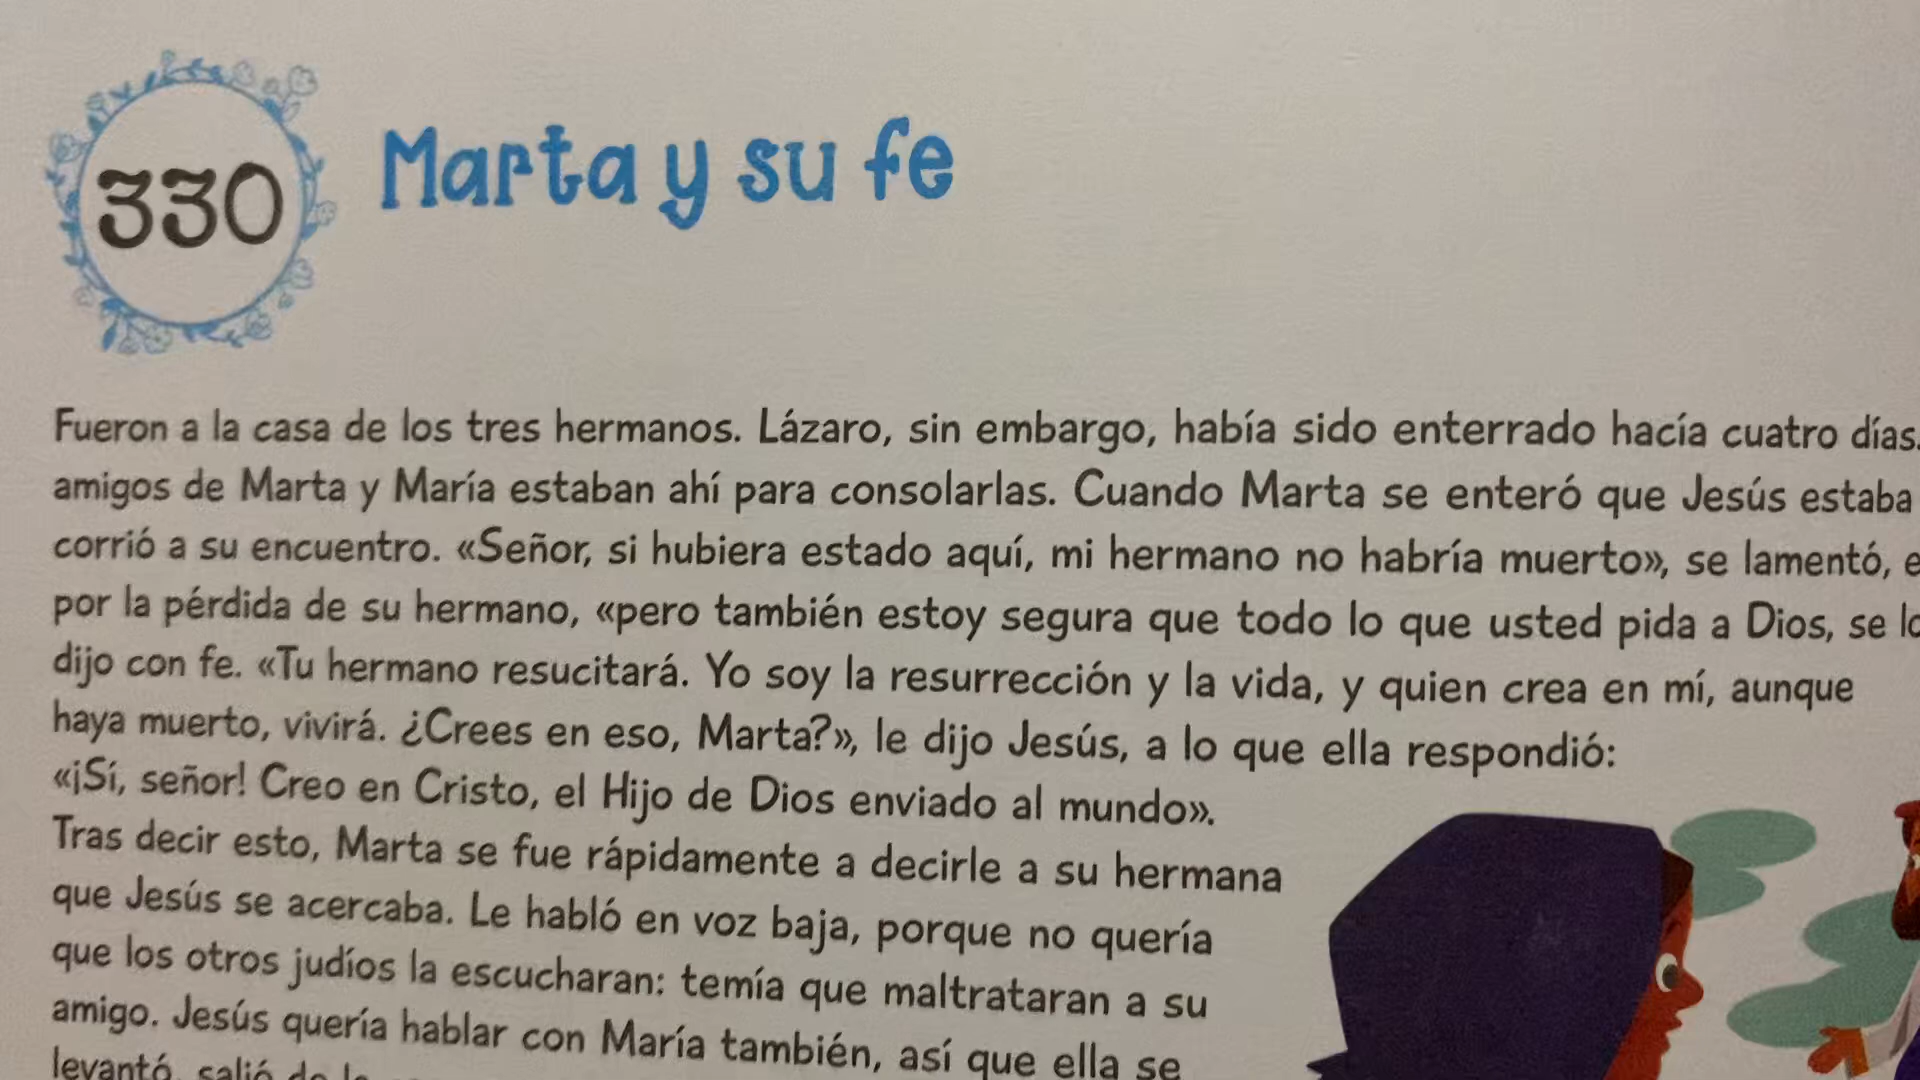 330
Marta y su fe
Fueron a la casa de los tres hermanos. Lázaro, sin embargo, había sido enterrado hacía cuatro días.
amigos de Marta y María estaban ahí para consolarlas. Cuando Marta se enteró que Jesús estaba
corrió a su encuentro. «Señor, si hubiera estado aquí, mi hermano no habría muerto», se lamentó,
por la pérdida de su hermano, «pero también estoy segura que todo lo que usted pida a Dios, se
dijo con fe. «Tu hermano resucitará. Yo soy la resurrección y la vida, y quien crea en mí, aunque
haya muerto, vivirá. ¿Crees en eso, Marta?», le dijo Jesús, a lo que ella respondió:
«¡Sí, señor! Creo en Cristo, el Hijo de Dios enviado al mundo».
Tras decir esto, Marta se fue rápidamente a decirle a su hermana
que Jesús se acercaba. Le habló en voz baja, porque no quería
que los otros judíos la escucharan: temía que maltrataran a su
amigo. Jesús quería hablar con María también, así que ella se
levantó, salió de